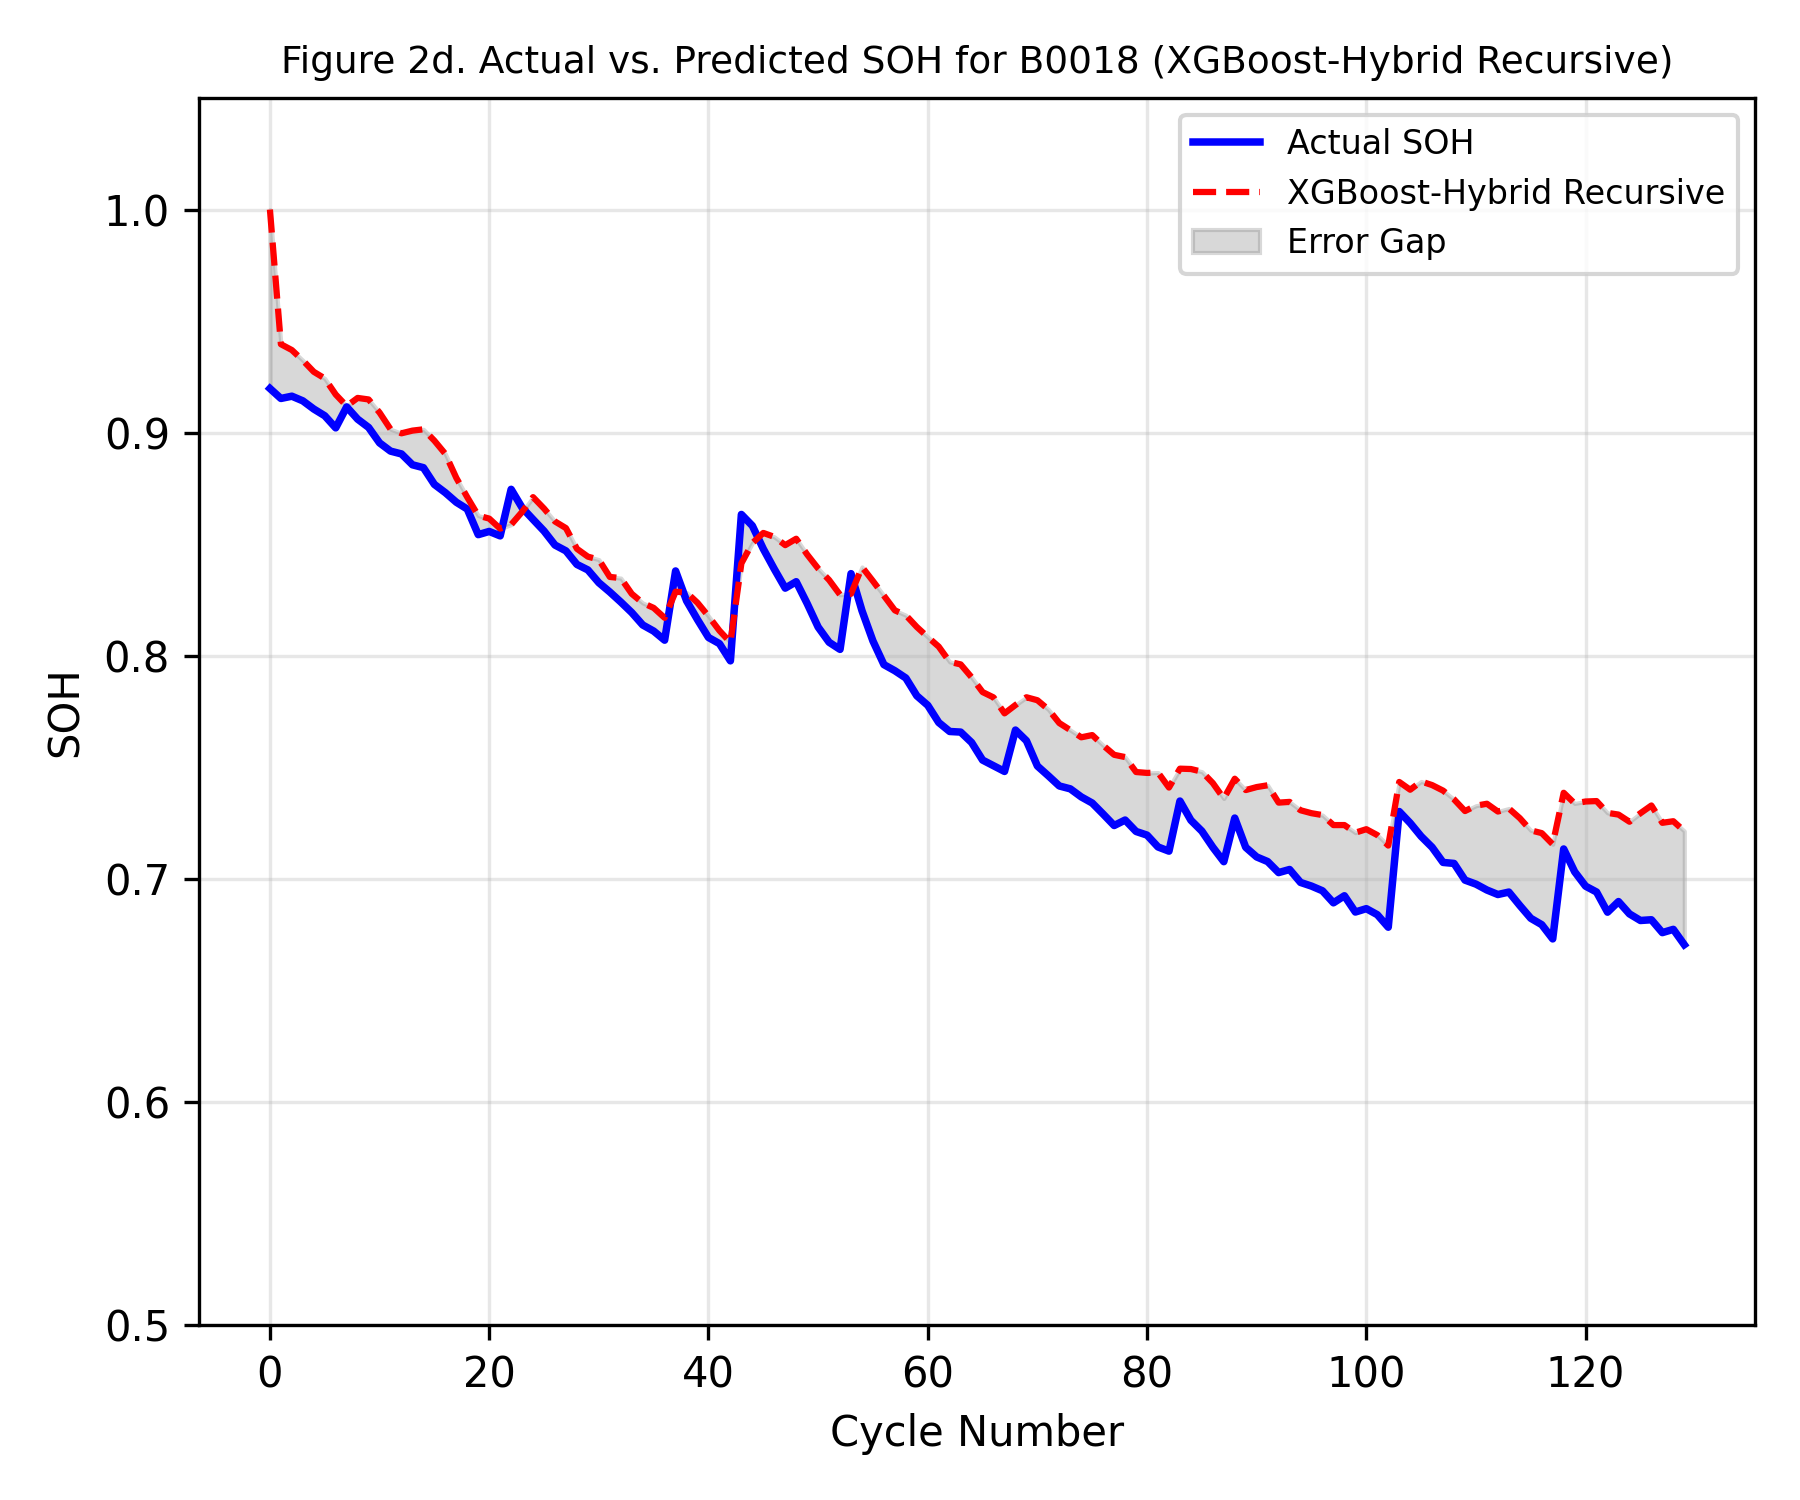 Figure 2d. Actual vs. Predicted SOH for B0018 (XGBoost-Hybrid Recursive)
Actual SOH
XGBoost-Hybrid Recursive
Error Gap
1.0
0.9
0.8
0.7
0.6
0.5
SOH
0 20 40 60 80 100 120
Cycle Number